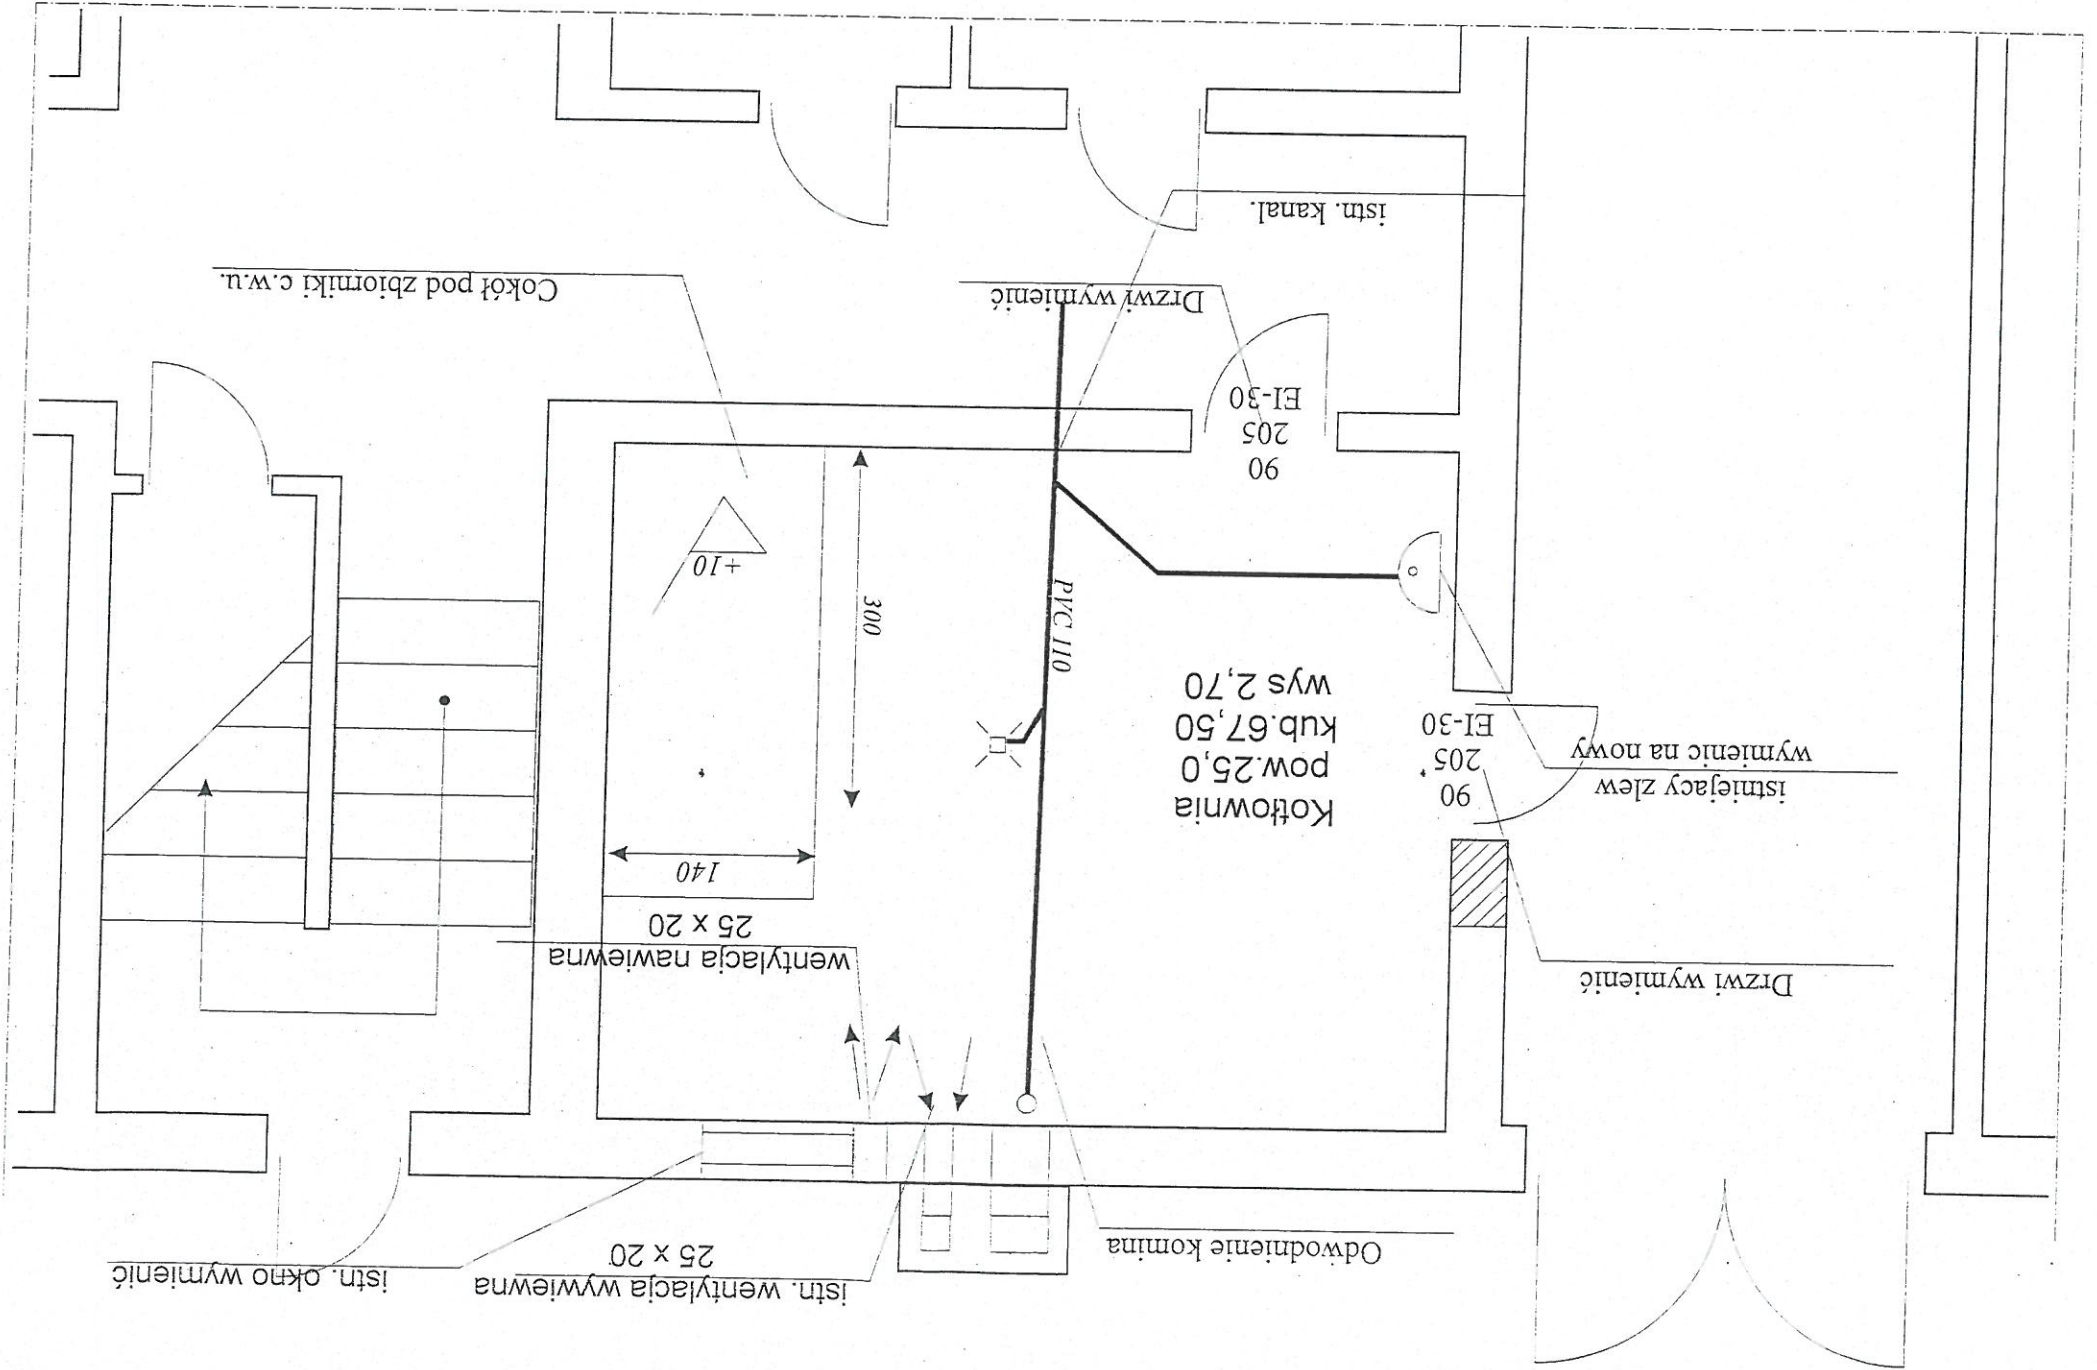 istn. okno wymienić
istn. wentylacja wywiewna
25 x 20
Odwodnienie komina
Drzwi wymienić
wentylacja nawiewna
25 x 20
140
istniejacy zlew
wymienic na nowy
90
205
EI-30
Kotłownia
pow.25,0
kub.67,50
wys 2,70
PVC 110
300
+10
90
205
EI-30
Drzwi wymienić
Cokół pod zbiorniki c.w.u.
istn. kanal.